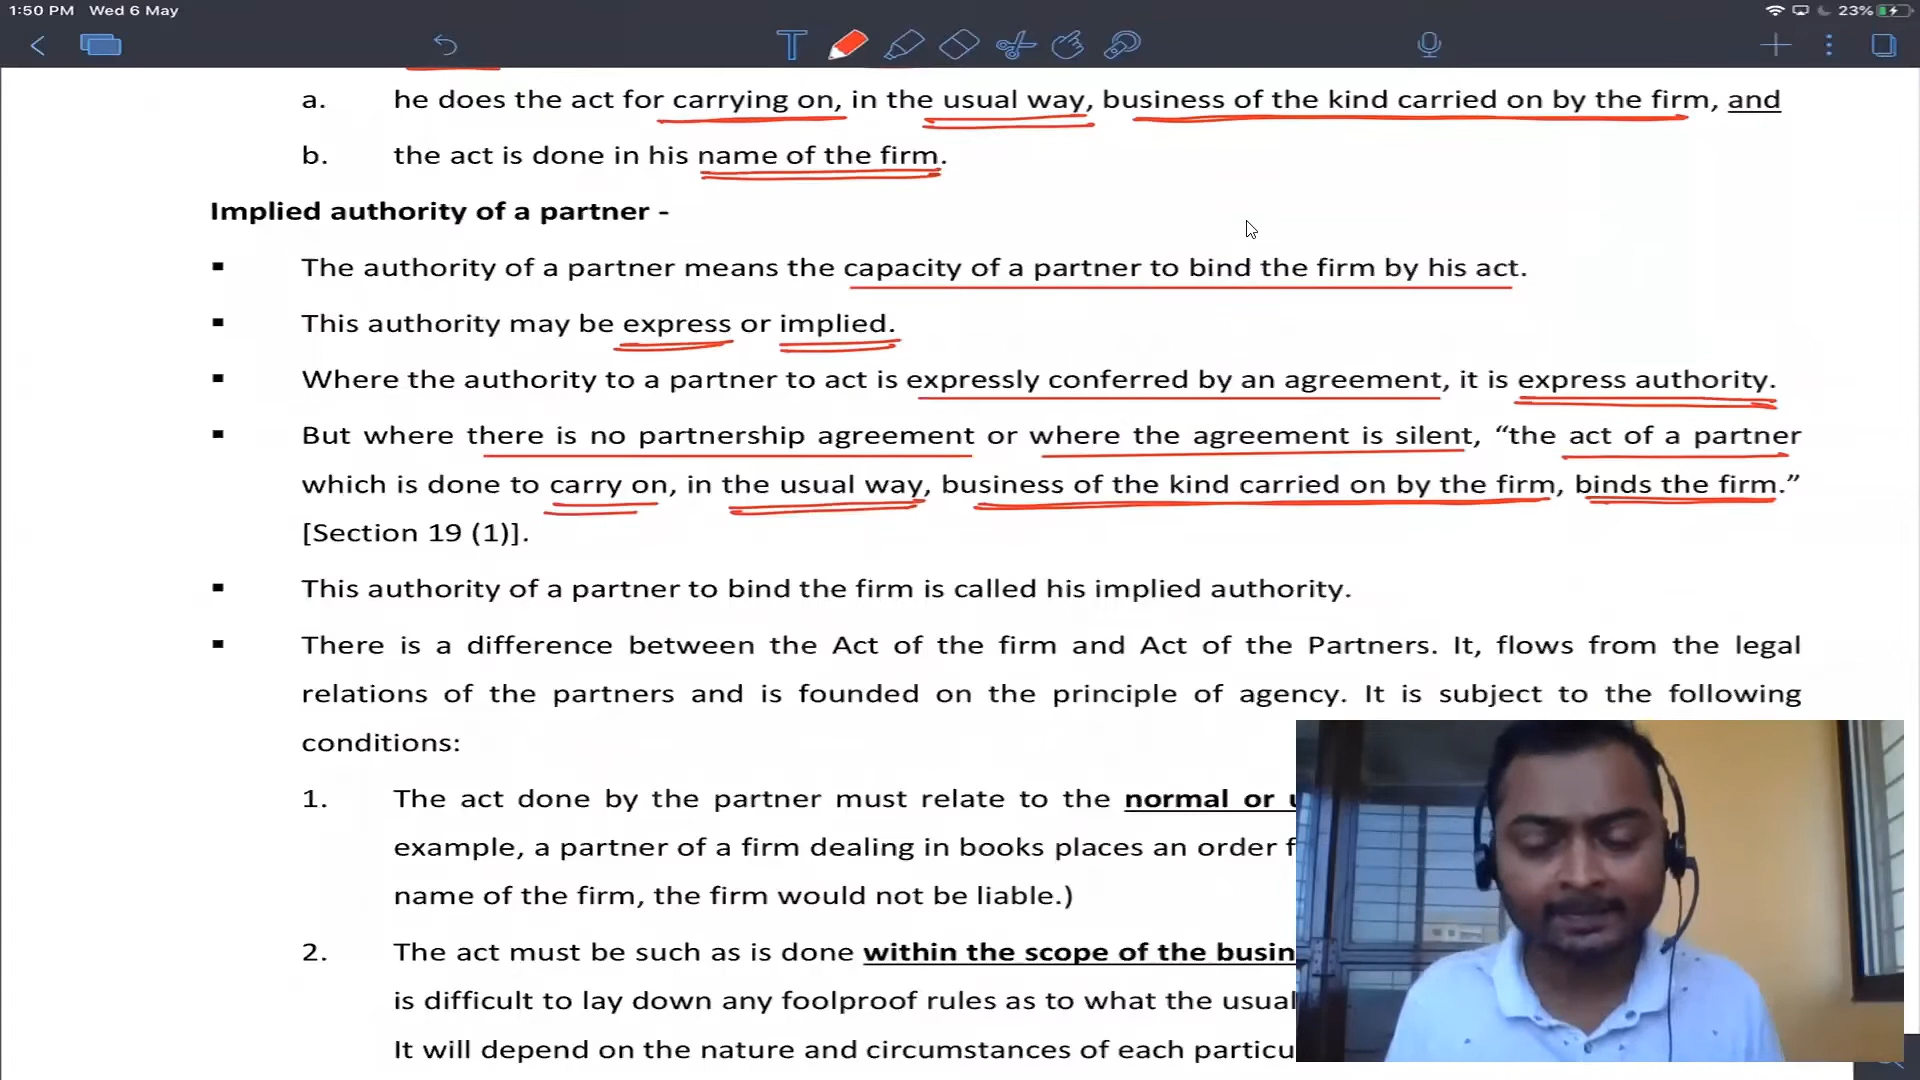 1:50 PM Wed 6 May
23%
a. he does the act for carrying on, in the usual way, business of the kind carried on by the firm, and
b. the act is done in his name of the firm.
Implied authority of a partner -
▪ The authority of a partner means the capacity of a partner to bind the firm by his act.
▪ This authority may be express or implied.
▪ Where the authority to a partner to act is expressly conferred by an agreement, it is express authority.
▪ But where there is no partnership agreement or where the agreement is silent, “the act of a partner
which is done to carry on, in the usual way, business of the kind carried on by the firm, binds the firm.”
[Section 19 (1)].
▪ This authority of a partner to bind the firm is called his implied authority.
▪ There is a difference between the Act of the firm and Act of the Partners. It, flows from the legal
relations of the partners and is founded on the principle of agency. It is subject to the following
conditions:
1. The act done by the partner must relate to the normal or
example, a partner of a firm dealing in books places an order
name of the firm, the firm would not be liable.)
2. The act must be such as is done within the scope of the
is difficult to lay down any foolproof rules as to what the usual
It will depend on the nature and circumstances of each